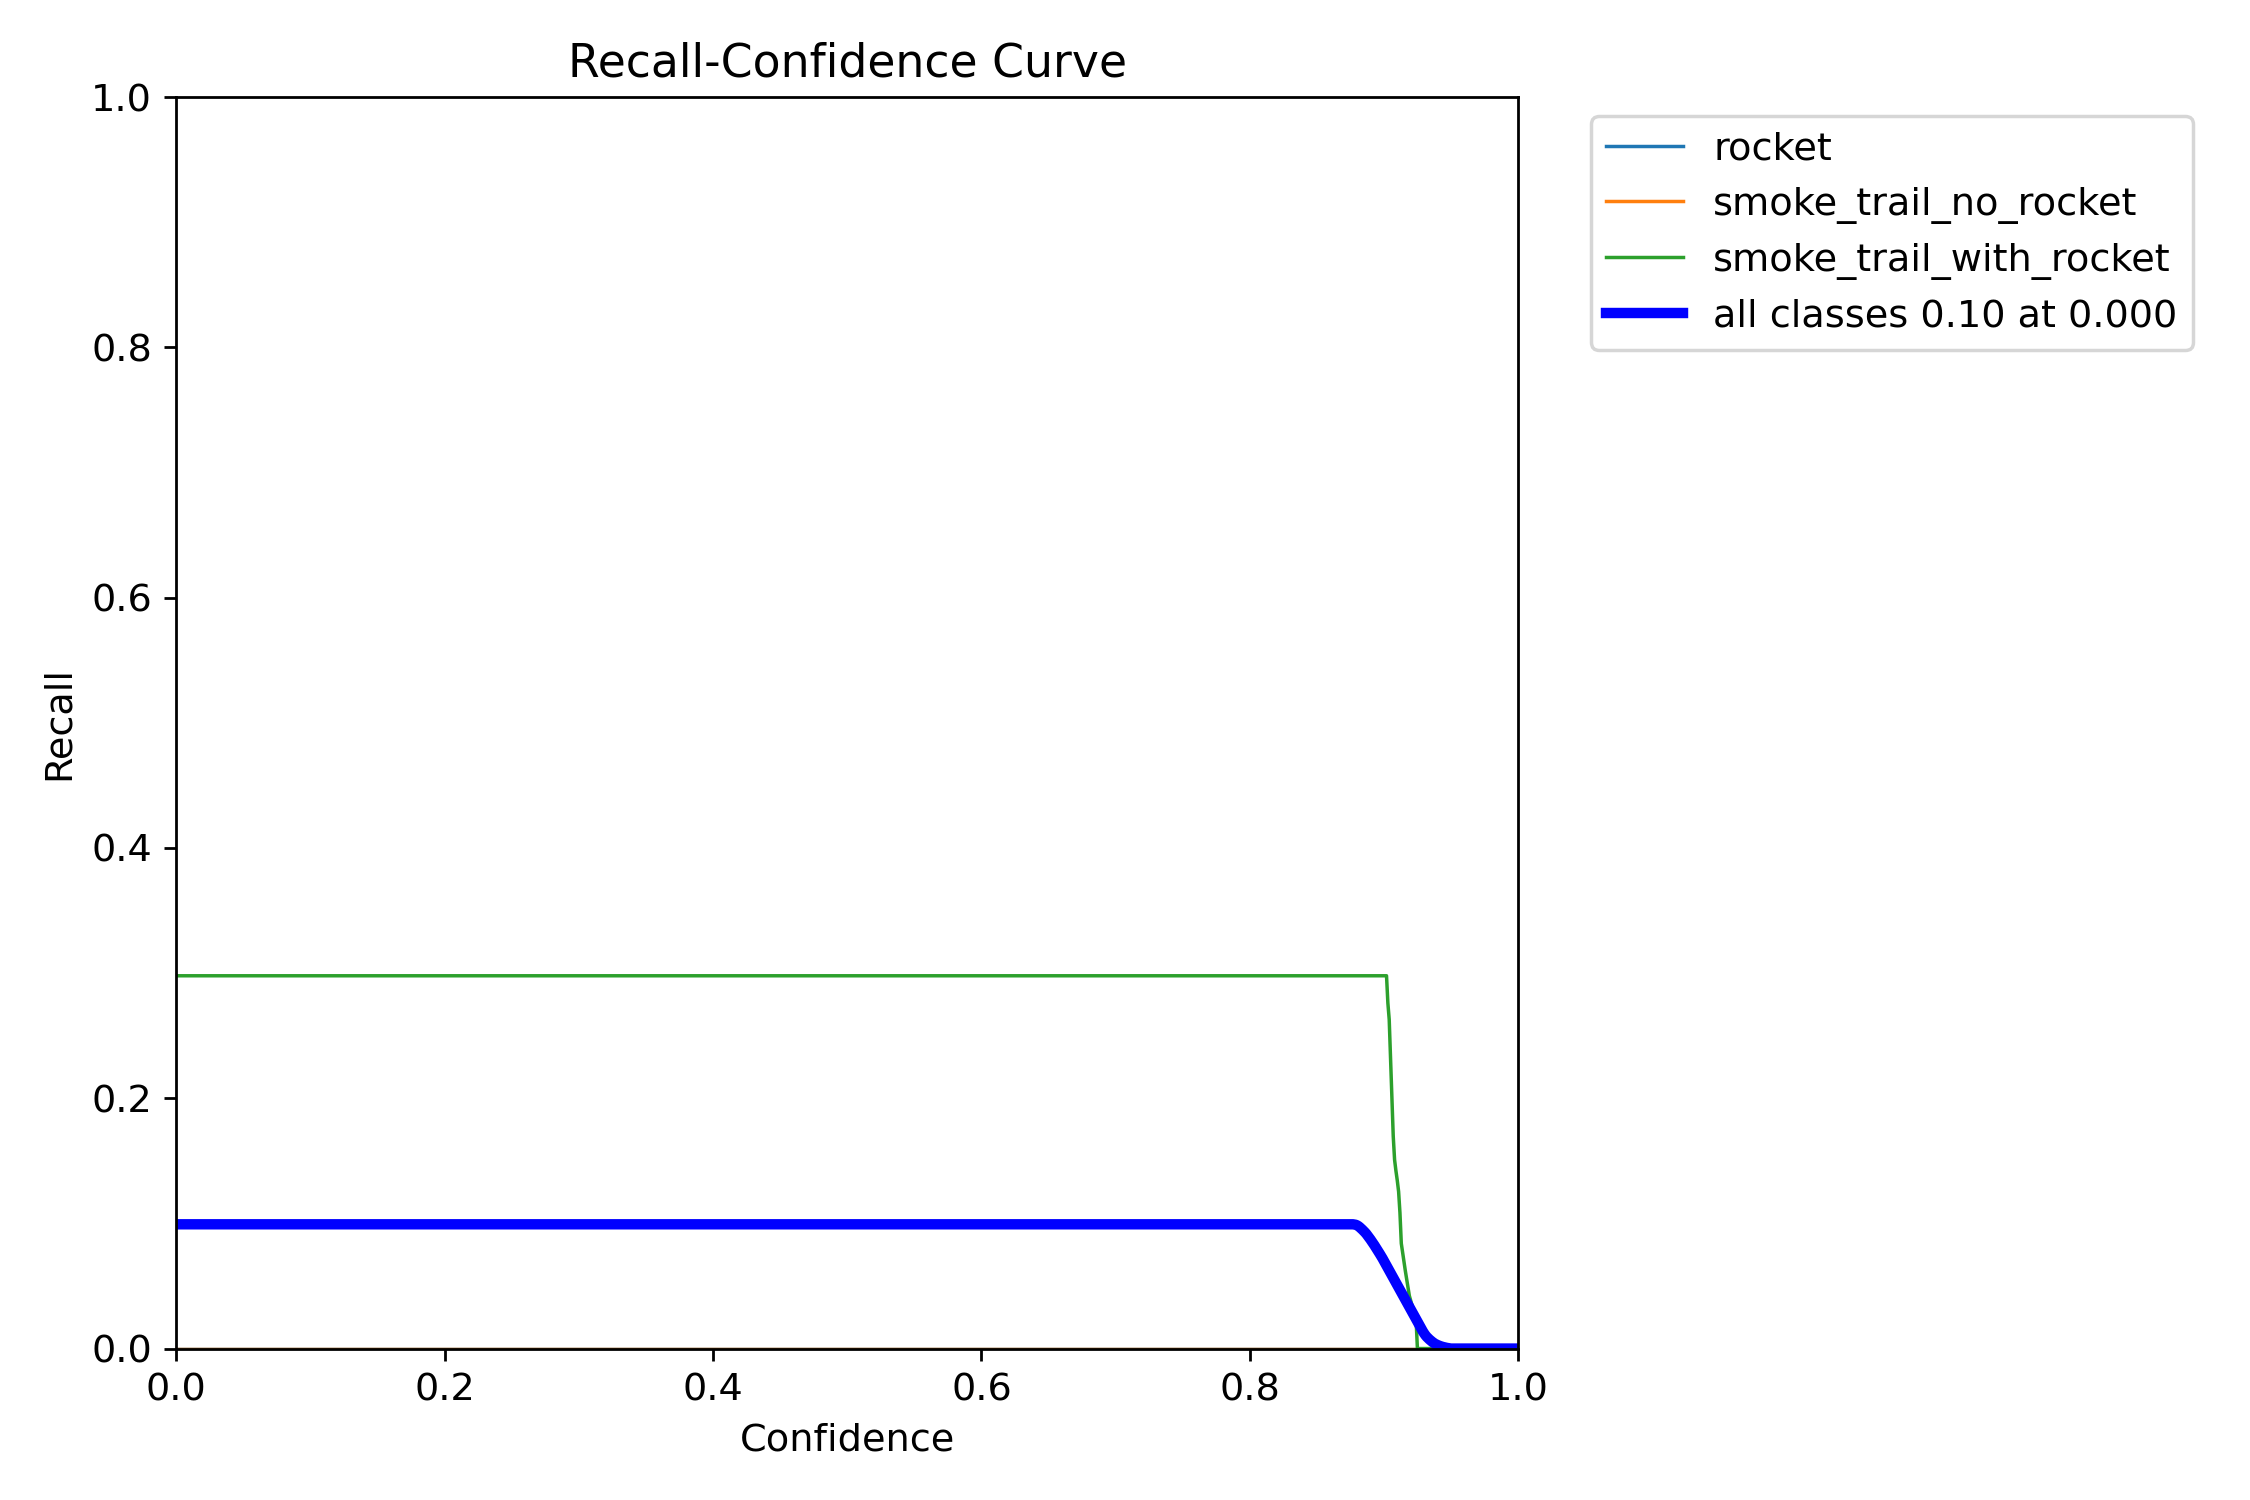 Recall-Confidence Curve
1.0
0.8
0.6
0.4
0.2
0.0
Recall
0.0 0.2 0.4 0.6 0.8 1.0
Confidence
rocket
smoke_trail_no_rocket
smoke_trail_with_rocket
all classes 0.10 at 0.000